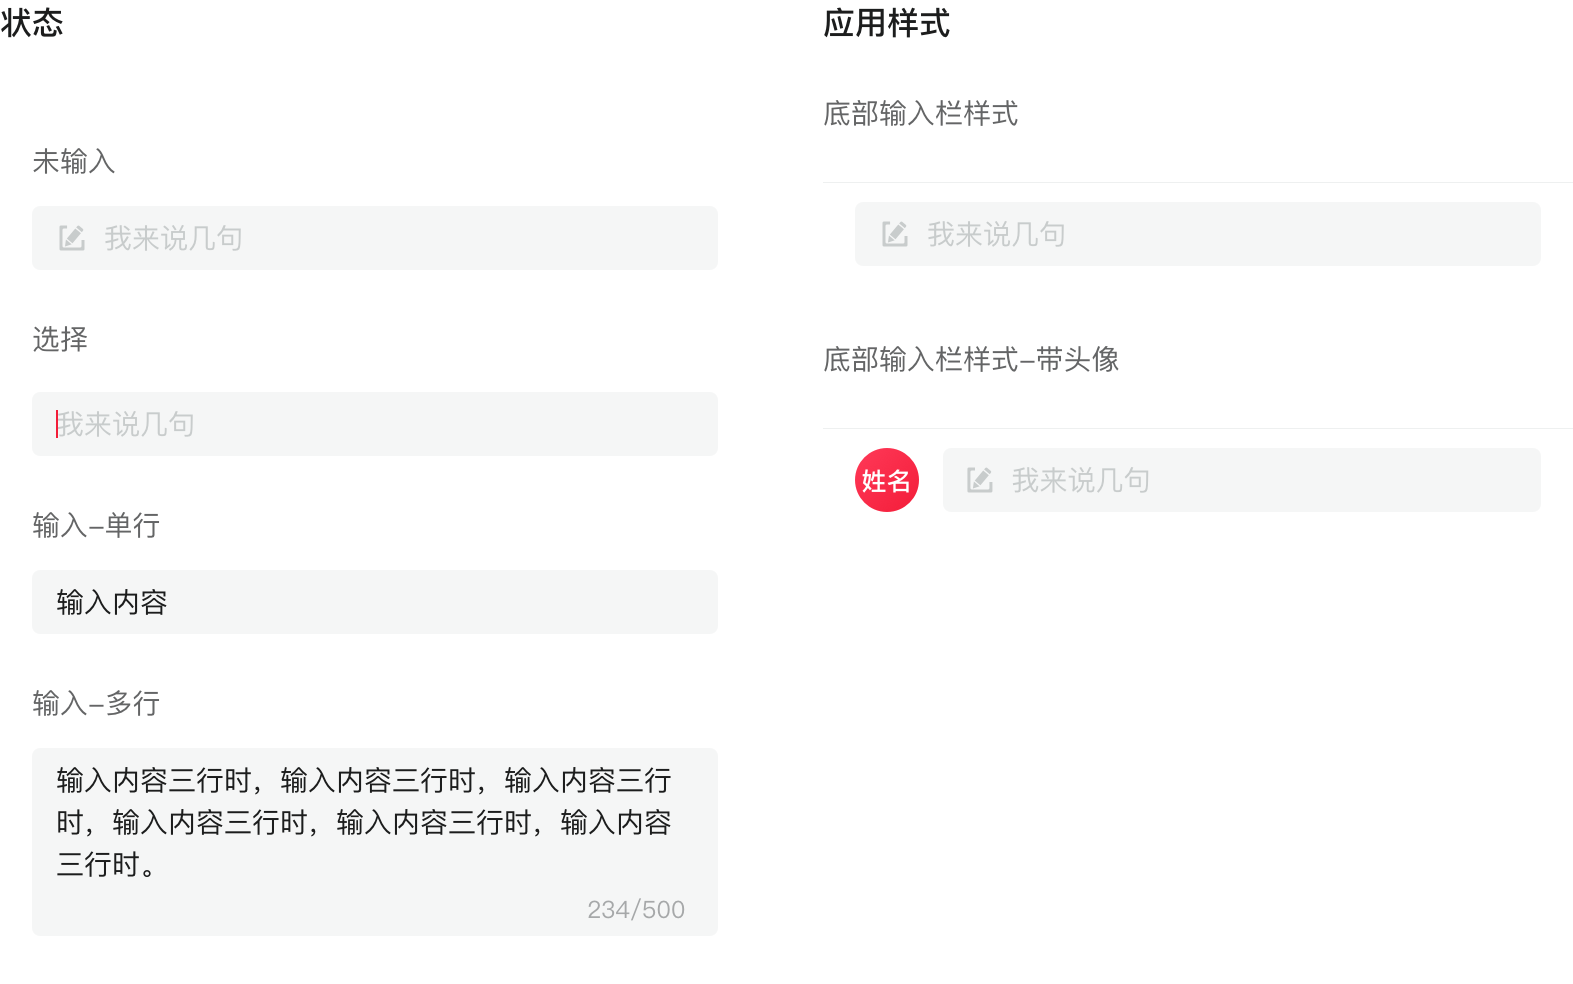 状态
未输入
我来说几句
选择
我来说几句
输入–单行
输入内容
输入–多行
输入内容三行时，输入内容三行时，输入内容三行
时，输入内容三行时，输入内容三行时，输入内容
三行时。
234/500
应用样式
底部输入栏样式
我来说几句
底部输入栏样式–带头像
姓名
我来说几句